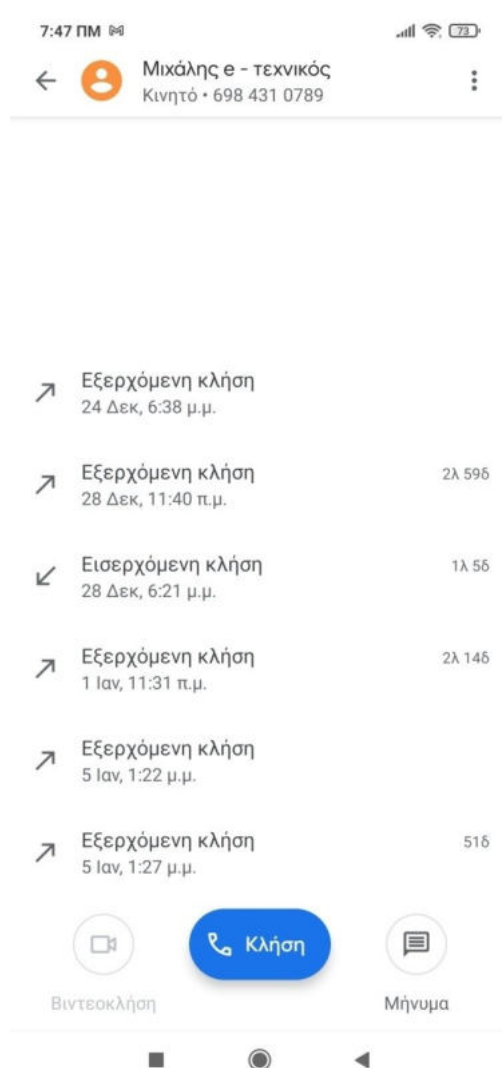 7:47 ΠΜ
73
Μιχάλης e - τεχνικός
Κινητό • 698 431 0789
Εξερχόμενη κλήση
24 Δεκ, 6:38 μ.μ.
Εξερχόμενη κλήση
2λ 59δ
28 Δεκ, 11:40 π.μ.
Εισερχόμενη κλήση
1λ 5δ
28 Δεκ, 6:21 μ.μ.
Εξερχόμενη κλήση
2λ 14δ
1 Ιαν, 11:31 π.μ.
Εξερχόμενη κλήση
5 Ιαν, 1:22 μ.μ.
Εξερχόμενη κλήση
51δ
5 Ιαν, 1:27 μ.μ.
Κλήση
Βιντεοκλήση
Μήνυμα